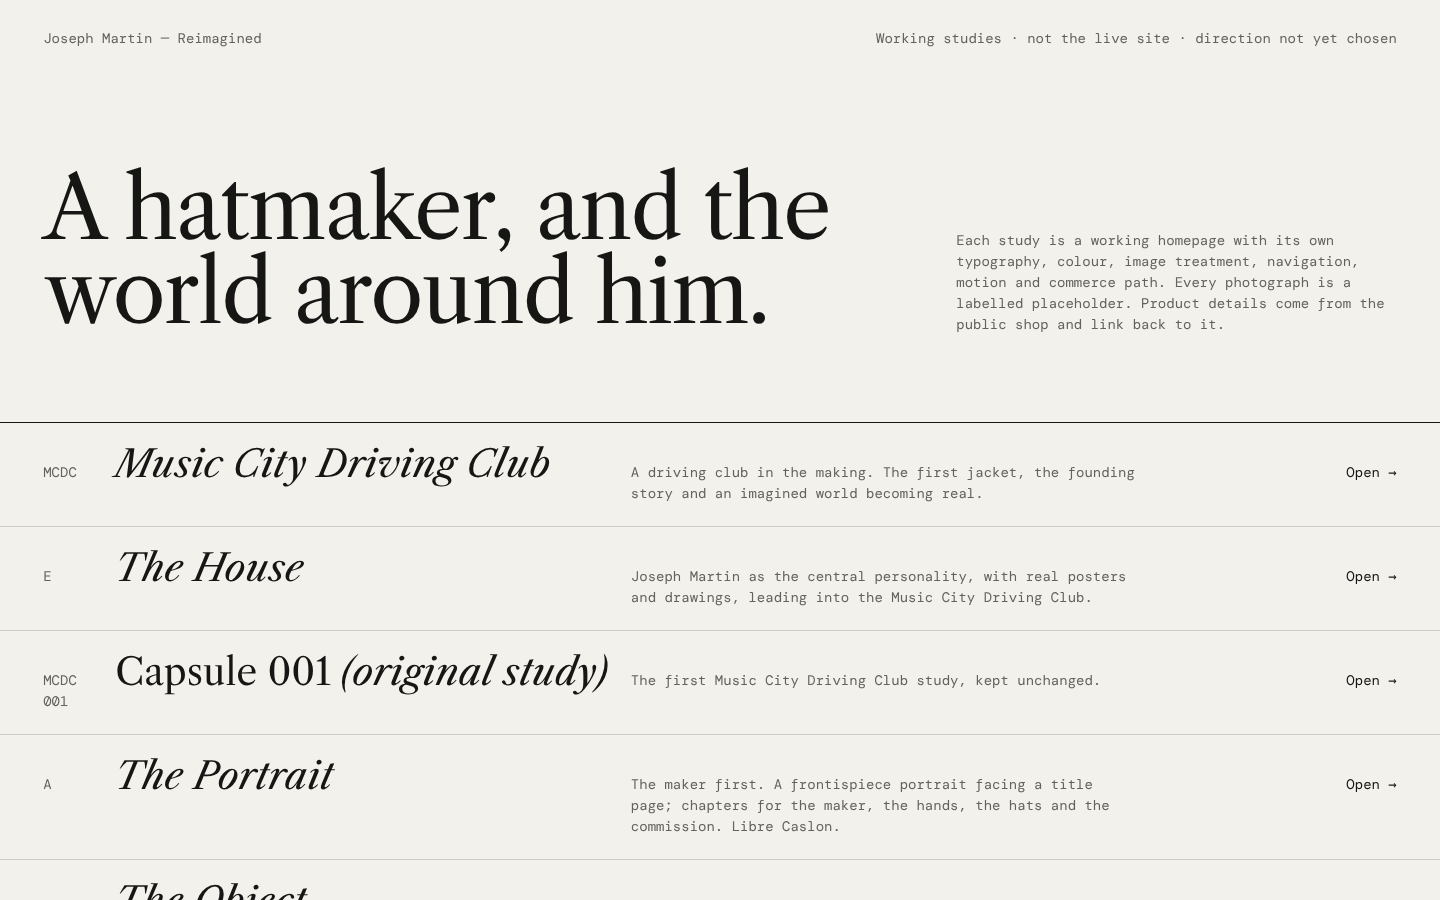 Joseph Martin — Reimagined
Working studies · not the live site · direction not yet chosen
A hatmaker, and the
world around him.
Each study is a working homepage with its own
typography, colour, image treatment, navigation,
motion and commerce path. Every photograph is a
labelled placeholder. Product details come from the
public shop and link back to it.
MCDC
Music City Driving Club
A driving club in the making. The first jacket, the founding
story and an imagined world becoming real.
Open →
E
The House
Joseph Martin as the central personality, with real posters
and drawings, leading into the Music City Driving Club.
Open →
MCDC
001
Capsule 001 (original study)
The first Music City Driving Club study, kept unchanged.
Open →
A
The Portrait
The maker first. A frontispiece portrait facing a title
page; chapters for the maker, the hands, the hats and the
commission. Libre Caslon.
Open →
The Object